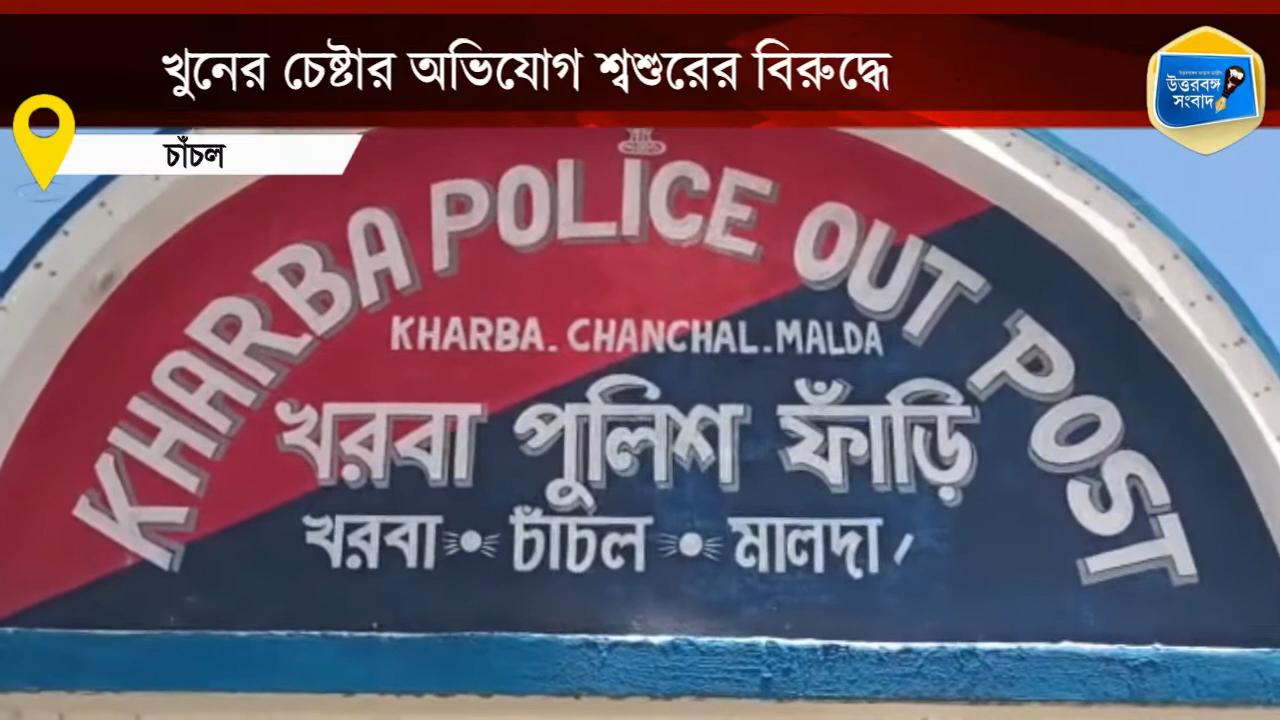 খুনের চেষ্টার অভিযোগ শ্বশুরের বিরুদ্ধে
উত্তরবঙ্গ
সংবাদ
চাঁচল
KHARBA POLICE OUT POST
KHARBA. CHANCHAL. MALDA
খরবা পুলিশ ফাঁড়ি
খরবা • চাঁচল • মালদা /